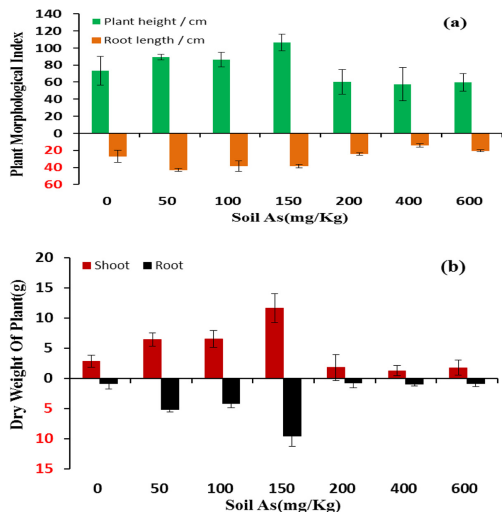 Plant height / cm
(a)
Root length / cm
Plant Morphological Index
140
120
100
80
60
40
20
0
20
40
60
0 50 100 150 200 400 600
Soil As(mg/Kg)
Shoot Root
(b)
Dry Weight Of Plant(g)
20
15
10
5
0
5
10
15
0 50 100 150 200 400 600
Soil As(mg/Kg)